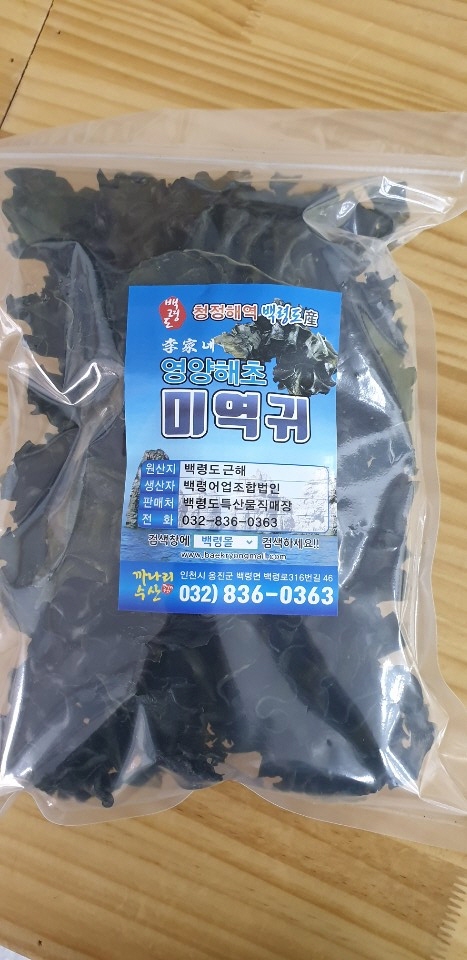 백령도
청정해역 백령도産
李家네
영양해초
미역귀
원산지 백령도근해
생산자 백령어업조합법인
판매처 백령도특산물직매장
전 화 032-836-0363
검색창에 백령몰 검색하세요!!
www.baekryungmall.com
까나리
수산 인천시 옹진군 백령면 백령로316번길 46
032) 836-0363